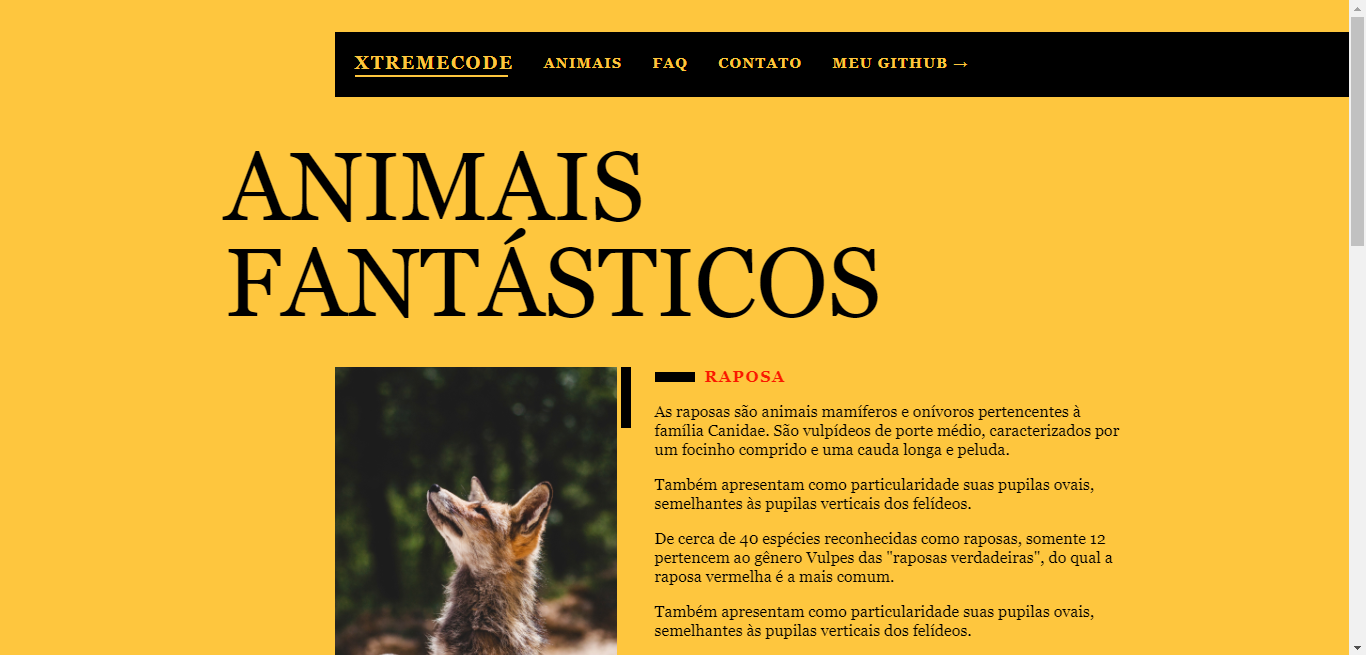 XTREMECODE ANIMAIS FAQ CONTATO MEU GITHUB →
ANIMAIS
FANTÁSTICOS
RAPOSA
As raposas são animais mamíferos e onívoros pertencentes à
família Canidae. São vulpídeos de porte médio, caracterizados por
um focinho comprido e uma cauda longa e peluda.
Também apresentam como particularidade suas pupilas ovais,
semelhantes às pupilas verticais dos felídeos.
De cerca de 40 espécies reconhecidas como raposas, somente 12
pertencem ao gênero Vulpes das "raposas verdadeiras", do qual a
raposa vermelha é a mais comum.
Também apresentam como particularidade suas pupilas ovais,
semelhantes às pupilas verticais dos felídeos.